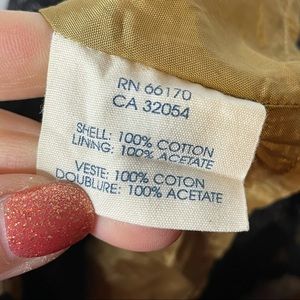 RN 66170
CA 32054
SHELL: 100% COTTON
LINING: 100% ACETATE
VESTE: 100% COTON
DOUBLURE: 100% ACETATE